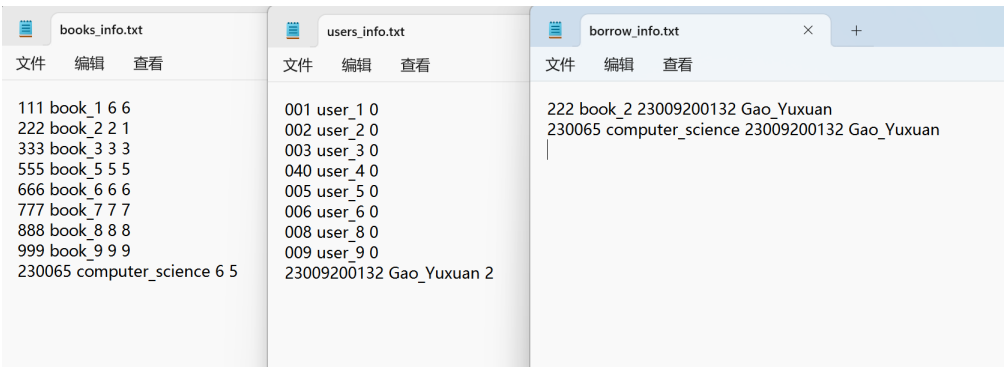 books_info.txt
文件 编辑 查看
111 book_1 6 6
222 book_2 2 1
333 book_3 3 3
555 book_5 5 5
666 book_6 6 6
777 book_7 7 7
888 book_8 8 8
999 book_9 9 9
230065 computer_science 6 5
users_info.txt
文件 编辑 查看
001 user_1 0
002 user_2 0
003 user_3 0
040 user_4 0
005 user_5 0
006 user_6 0
008 user_8 0
009 user_9 0
23009200132 Gao_Yuxuan 2
borrow_info.txt
文件 编辑 查看
222 book_2 23009200132 Gao_Yuxuan
230065 computer_science 23009200132 Gao_Yuxuan